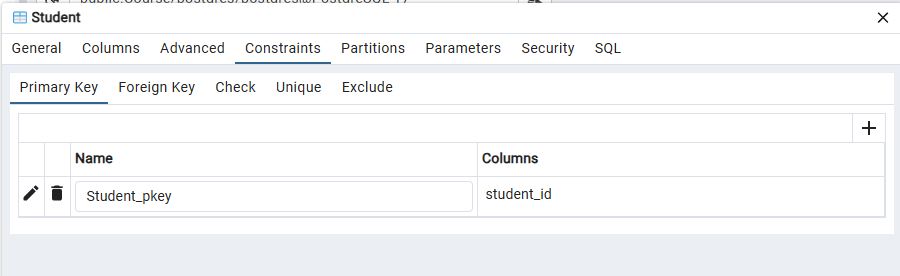 Student
General Columns Advanced Constraints Partitions Parameters Security SQL
Primary Key Foreign Key Check Unique Exclude
Name Columns
Student_pkey student_id